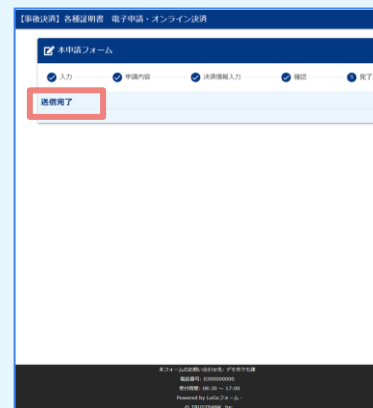 【事後決済】各種証明書　電子申請・オンライン決済
本申請フォーム
入力 申請内容 決済情報入力 確認 5 完了
送信完了
本フォームのお問い合わせ先: デモ市でも課
電話番号: 0300000000
受付時間: 08:30 ～ 17:00
Powered by LoGoフォーム -
© TRUSTBANK, Inc.